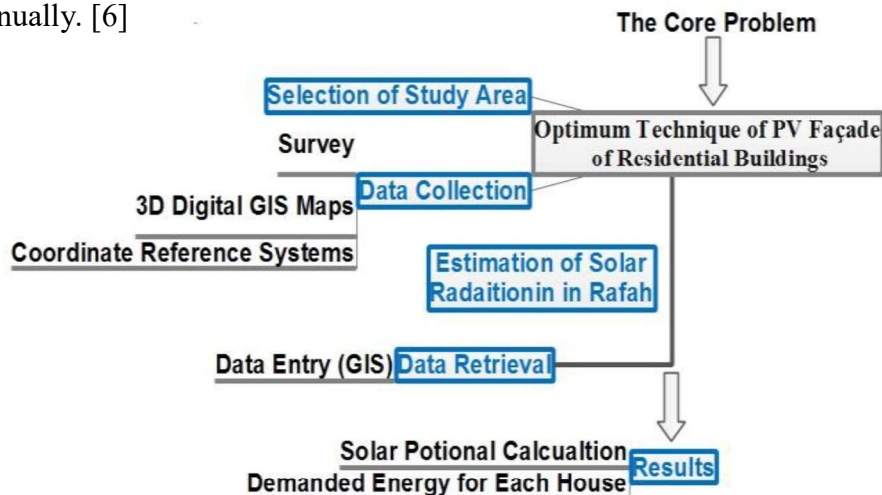 nually. [6]
The Core Problem
Selection of Study Area
Optimum Technique of PV Façade
of Residential Buildings
Survey
Data Collection
3D Digital GIS Maps
Coordinate Reference Systems
Estimation of Solar
Radaitionin in Rafah
Data Entry (GIS)
Data Retrieval
Solar Potional Calcualtion
Results
Demanded Energy for Each House